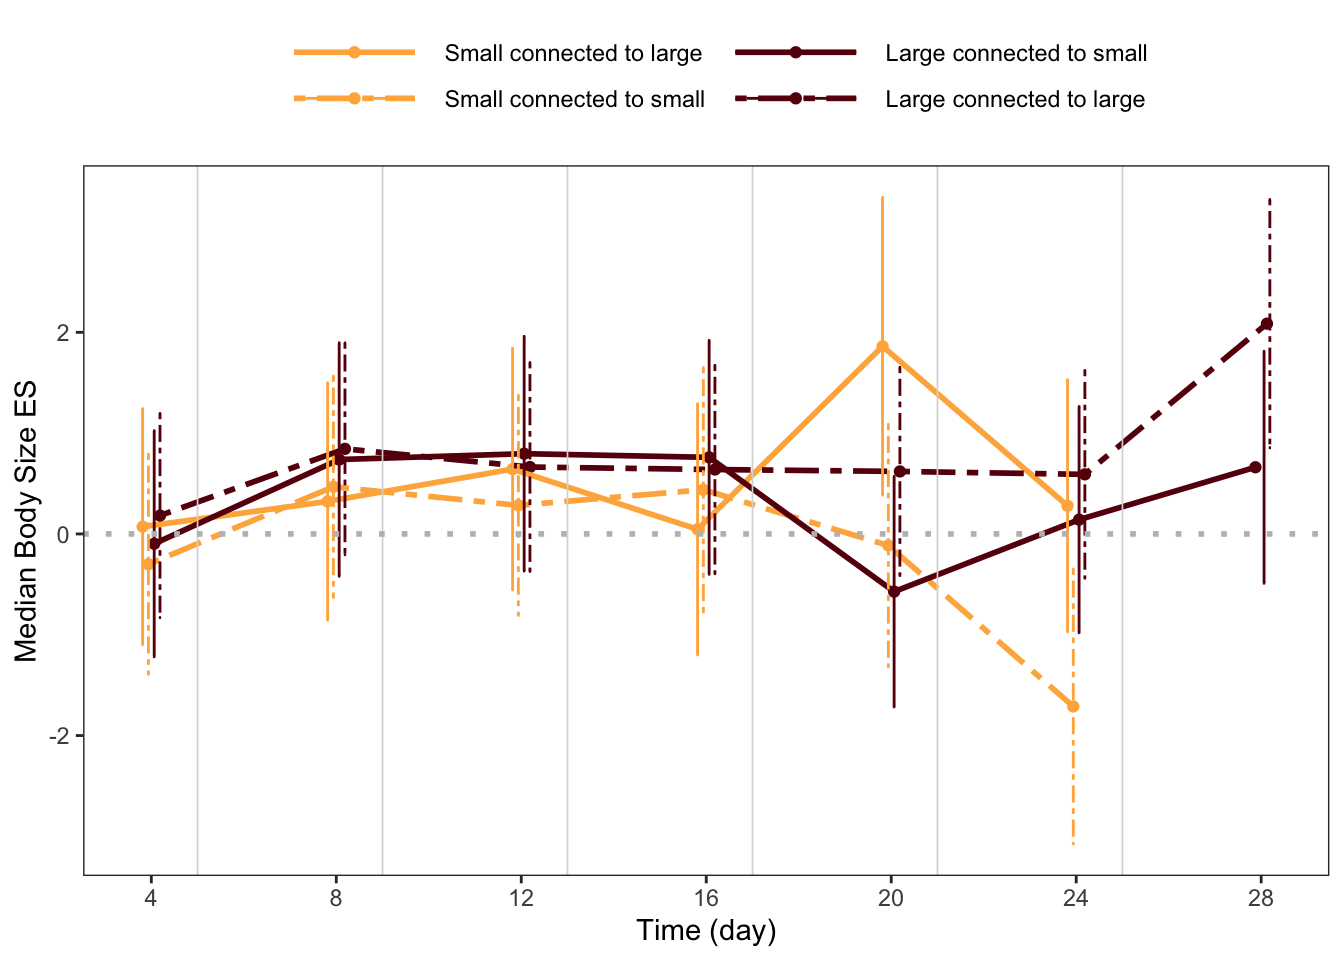 Small connected to large
Large connected to small
Small connected to small
Large connected to large
Median Body Size ES
2
0
-2
4 8 12 16 20 24 28
Time (day)